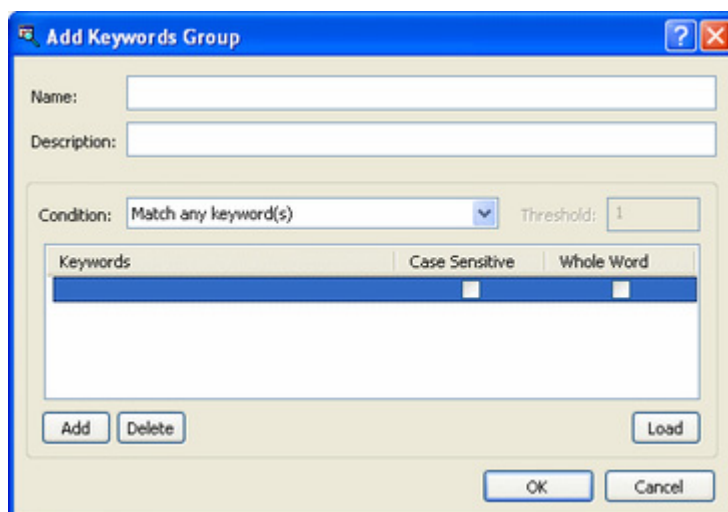 Add Keywords Group
Name:
Description:
Condition: Match any keyword(s) Threshold: 1
Keywords Case Sensitive Whole Word
Add Delete Load
OK Cancel